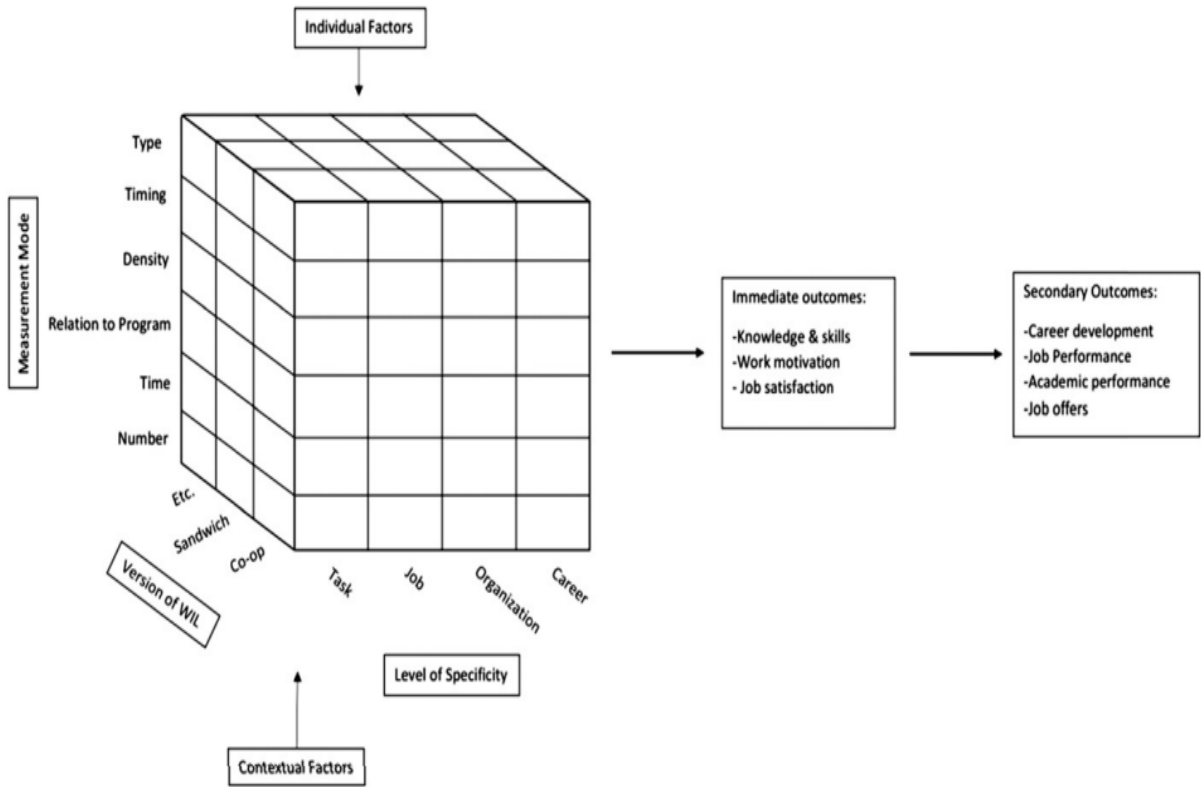 Individual Factors
Measurement Mode
Type
Timing
Density
Relation to Program
Time
Number
Etc.
Sandwich
Co-op
Version of WIL
Task
Job
Organization
Career
Level of Specificity
Contextual Factors
Immediate outcomes:
-Knowledge & skills
-Work motivation
- Job satisfaction
Secondary Outcomes:
-Career development
-Job Performance
-Academic performance
-Job offers